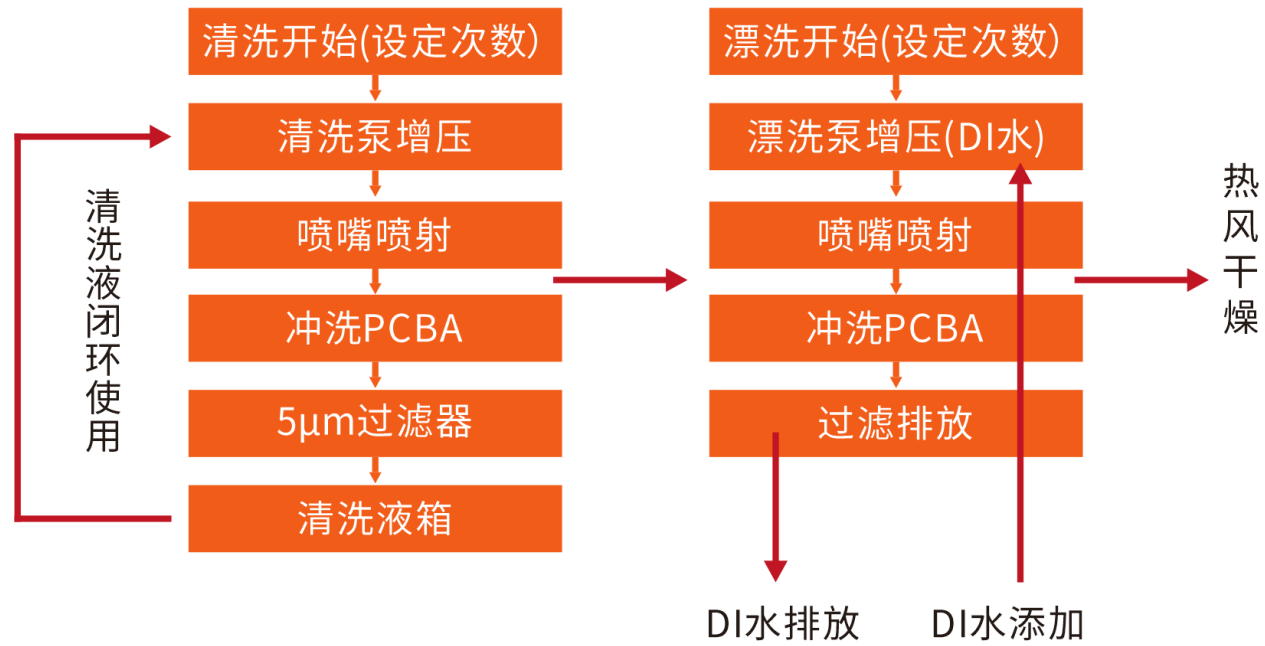 清洗开始(设定次数)
清洗泵增压
喷嘴喷射
冲洗PCBA
5μm过滤器
清洗液箱
清洗液闭环使用
漂洗开始(设定次数)
漂洗泵增压(DI水)
喷嘴喷射
冲洗PCBA
过滤排放
DI水排放
DI水添加
热风干燥